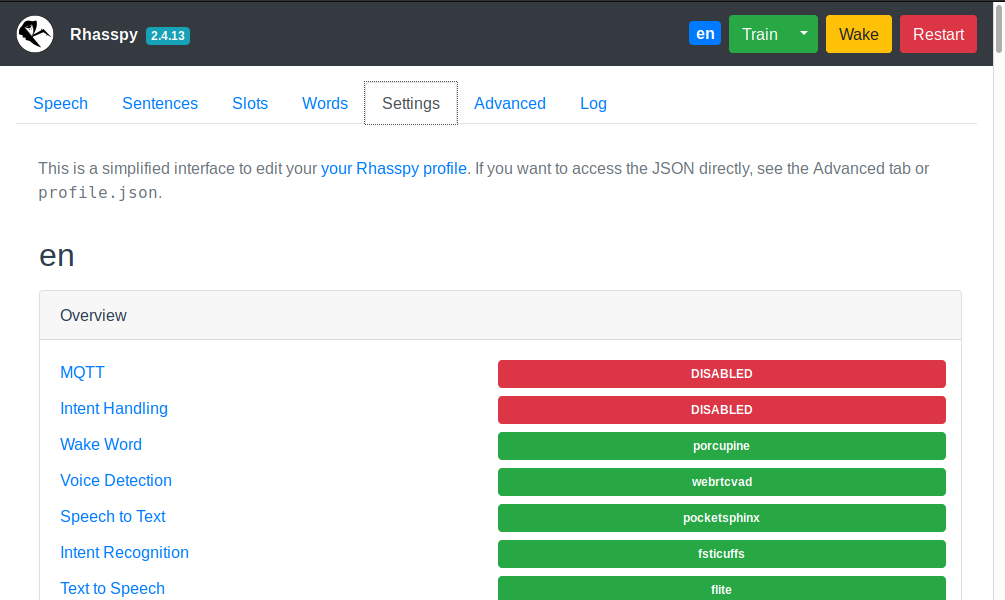 Rhasspy 2.4.13 en Train Wake Restart
Speech Sentences Slots Words Settings Advanced Log
This is a simplified interface to edit your your Rhasspy profile. If you want to access the JSON directly, see the Advanced tab or
profile.json.
en
Overview
MQTT DISABLED
Intent Handling DISABLED
Wake Word porcupine
Voice Detection webrtcvad
Speech to Text pocketsphinx
Intent Recognition fsticuffs
Text to Speech flite